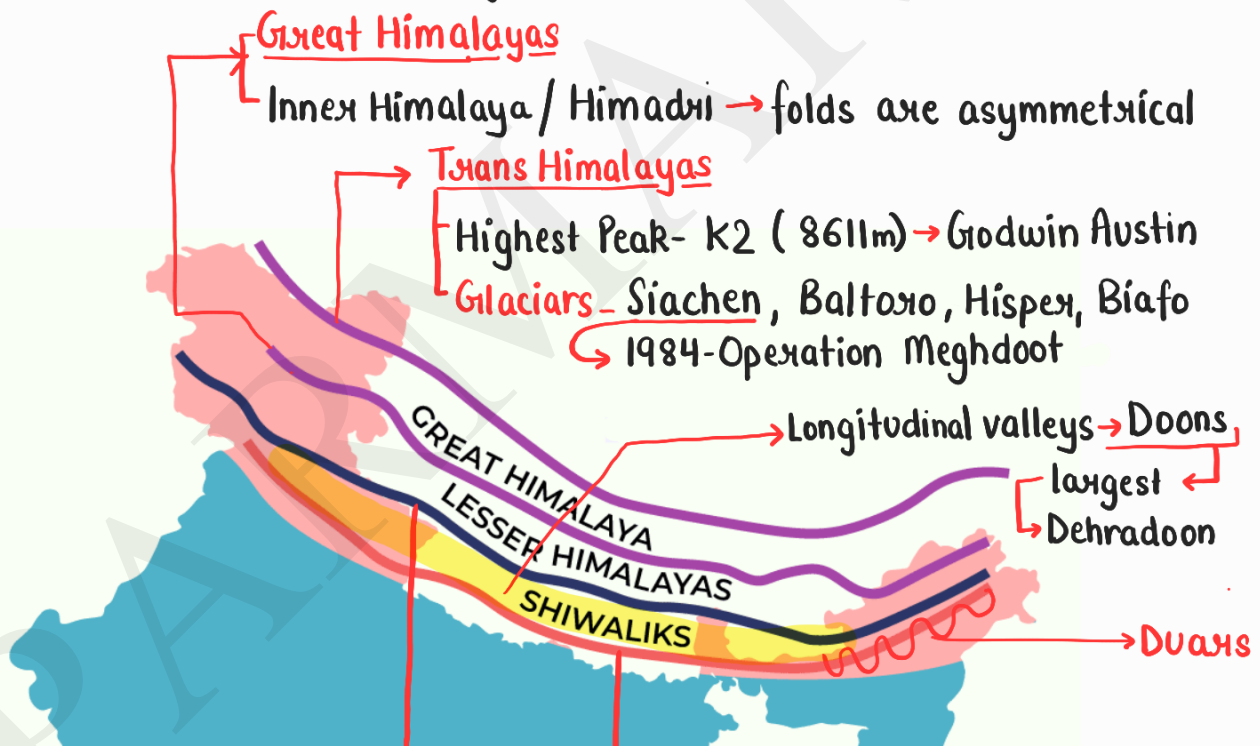 Great Himalayas
Inner Himalaya / Himadri → folds are asymmetrical
Trans Himalayas
Highest Peak- K2 ( 8611m) → Godwin Austin
Glaciars - Siachen, Baltoro, Hisper, Biafo
1984-Operation Meghdoot
Longitudinal valleys → Doons,
largest
Dehradoon
GREAT HIMALAYA
LESSER HIMALAYAS
SHIWALIKS
Duars